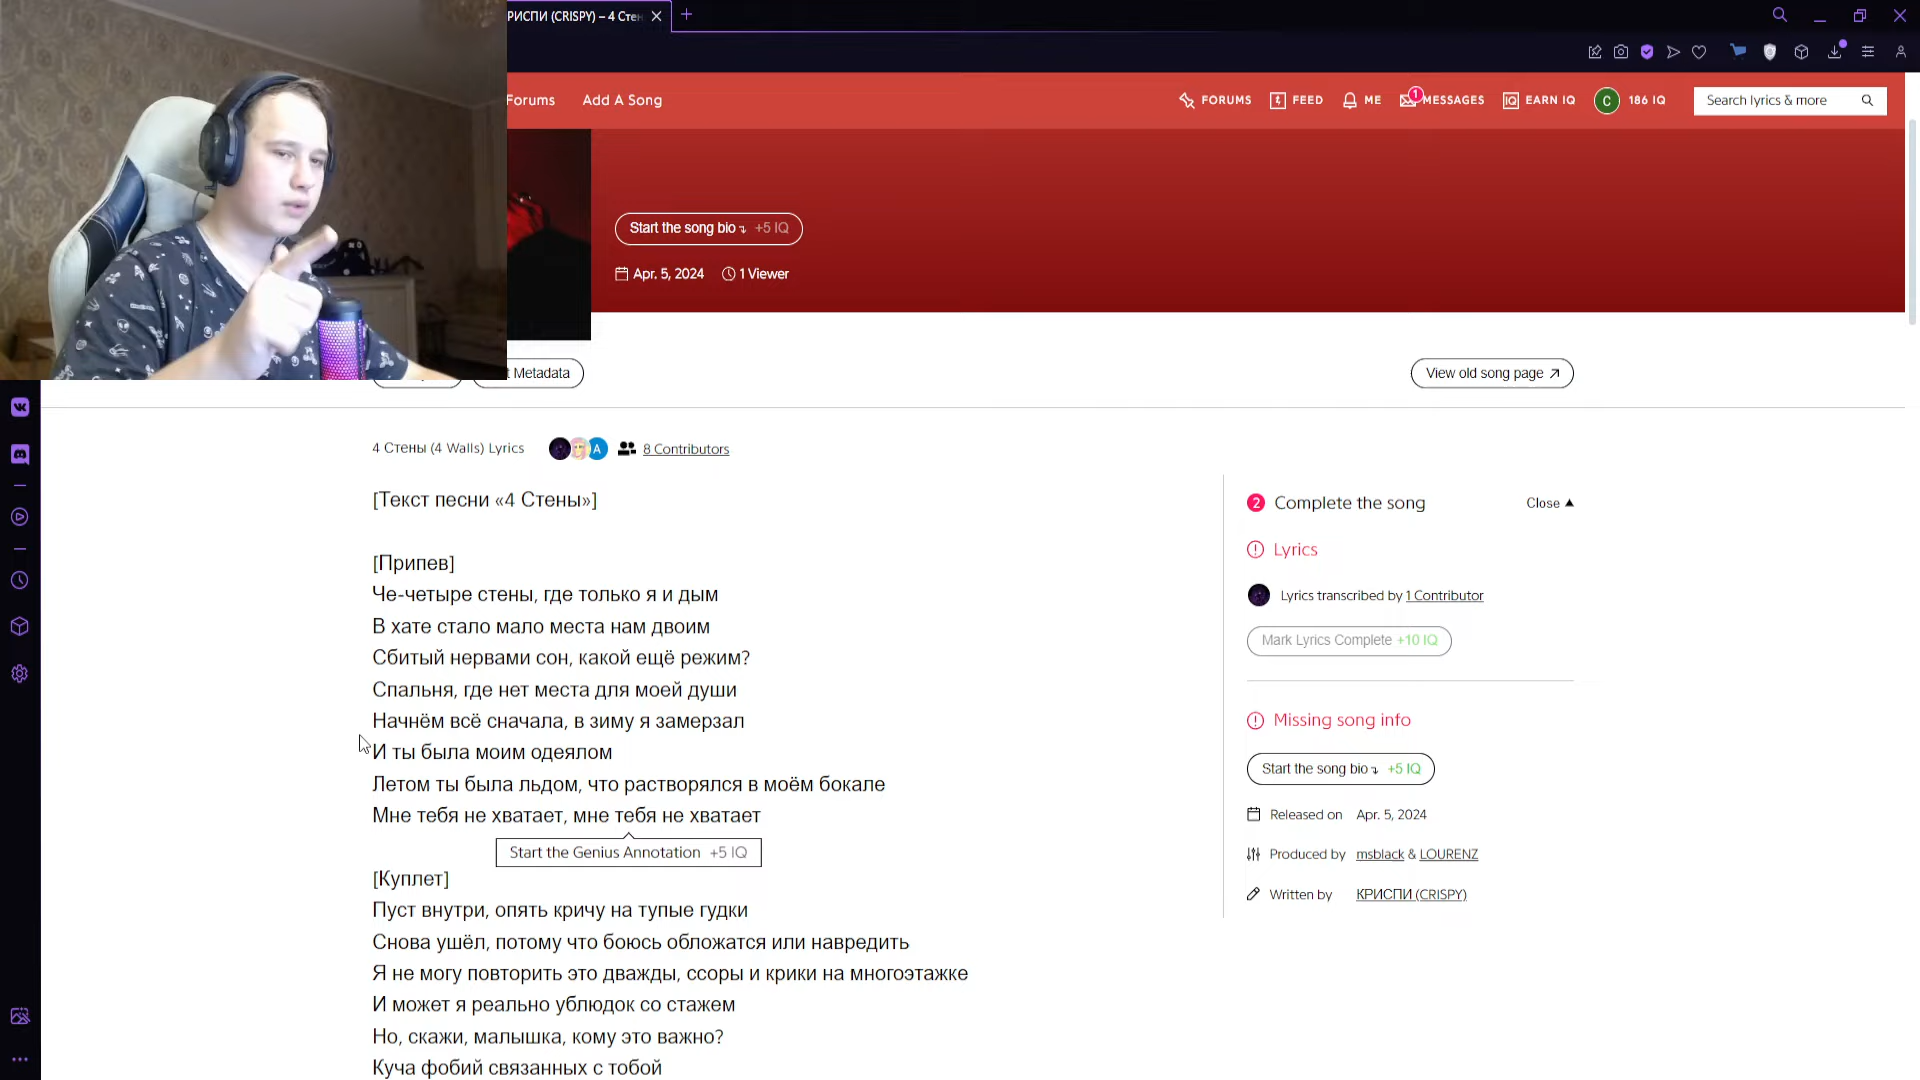 РИСПИ (CRISPY) – 4 Стен
Forums
Add A Song
FORUMS
FEED
ME
1
MESSAGES
IQ
EARN IQ
C
186 IQ
Search lyrics & more
Start the song bio +5 IQ
Apr. 5, 2024
1 Viewer
t Metadata
View old song page
4 Стены (4 Walls) Lyrics
A
8 Contributors
[Текст песни «4 Стены»]
[Припев]
Че-четыре стены, где только я и дым
В хате стало мало места нам двоим
Сбитый нервами сон, какой ещё режим?
Спальня, где нет места для моей души
Начнём всё сначала, в зиму я замерзал
И ты была моим одеялом
Летом ты была льдом, что растворялся в моём бокале
Мне тебя не хватает, мне тебя не хватает
Start the Genius Annotation +5 IQ
[Куплет]
Пуст внутри, опять кричу на тупые гудки
Снова ушёл, потому что боюсь обложатся или навредить
Я не могу повторить это дважды, ссоры и крики на многоэтажке
И может я реально ублюдок со стажем
Но, скажи, малышка, кому это важно?
Куча фобий связанных с тобой
2 Complete the song
Close
Lyrics
Lyrics transcribed by 1 Contributor
Mark Lyrics Complete +10 IQ
Missing song info
Start the song bio +5 IQ
Released on Apr. 5, 2024
Produced by msblack & LOURENZ
Written by КРИСПИ (CRISPY)